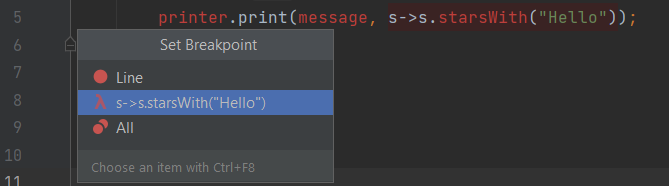 5 printer.print(message, s->s.starsWith("Hello"));
6
Set Breakpoint
7
Line
8
s->s.starsWith("Hello")
9
All
10
Choose an item with Ctrl+F8
11